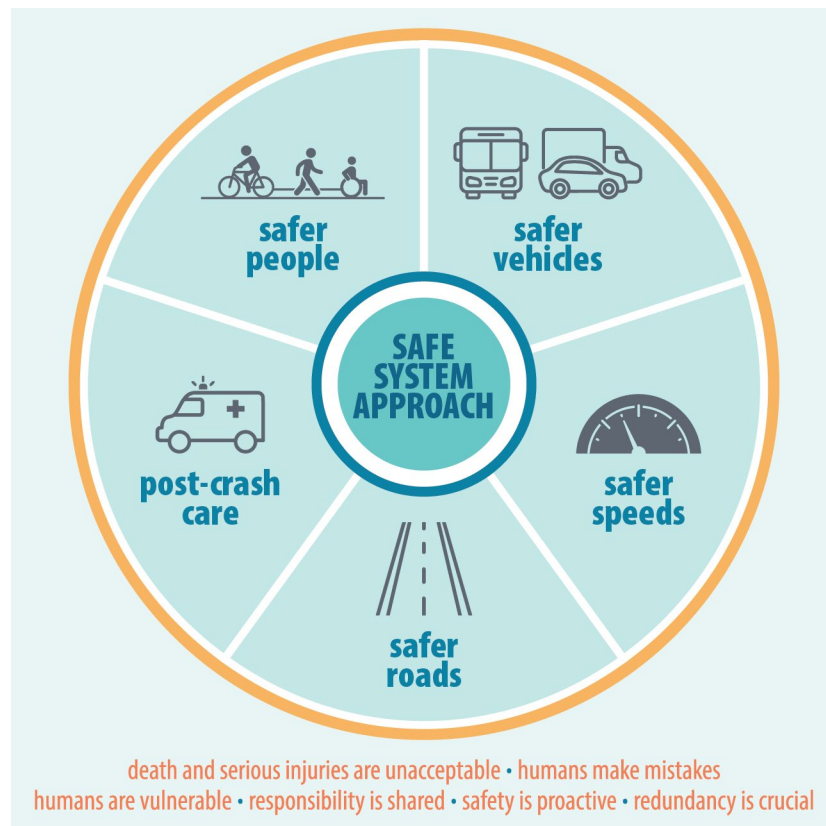 safer
people
safer
vehicles
SAFE
SYSTEM
APPROACH
post-crash
care
safer
speeds
safer
roads
death and serious injuries are unacceptable • humans make mistakes
humans are vulnerable • responsibility is shared • safety is proactive • redundancy is crucial